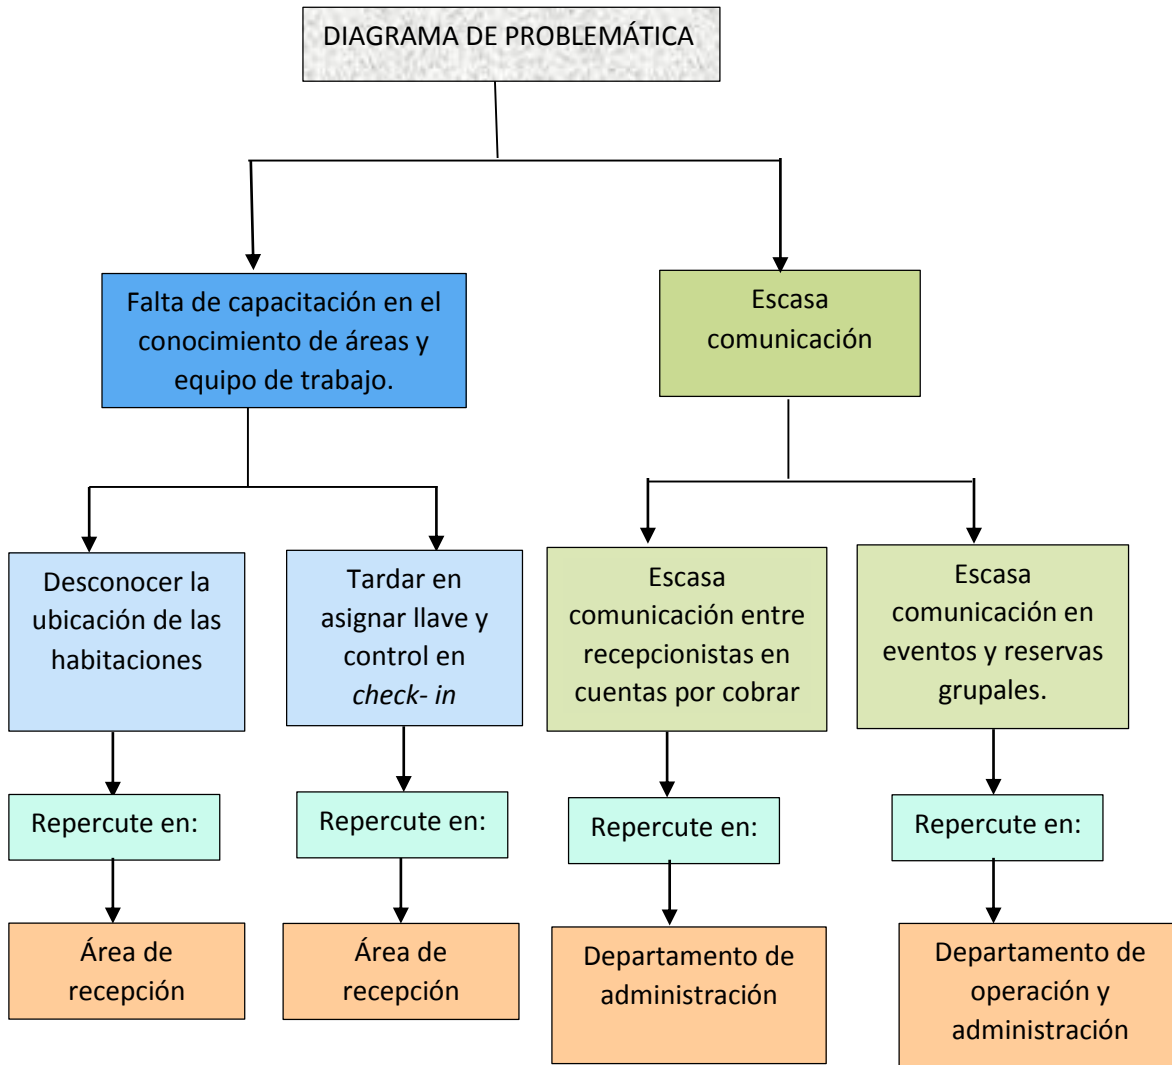 DIAGRAMA DE PROBLEMÁTICA
Falta de capacitación en el
conocimiento de áreas y
equipo de trabajo.
Escasa
comunicación
Desconocer la
ubicación de las
habitaciones
Tardar en
asignar llave y
control en
check- in
Escasa
comunicación entre
recepcionistas en
cuentas por cobrar
Escasa
comunicación en
eventos y reservas
grupales.
Repercute en:
Repercute en:
Repercute en:
Repercute en:
Área de
recepción
Área de
recepción
Departamento de
administración
Departamento de
operación y
administración